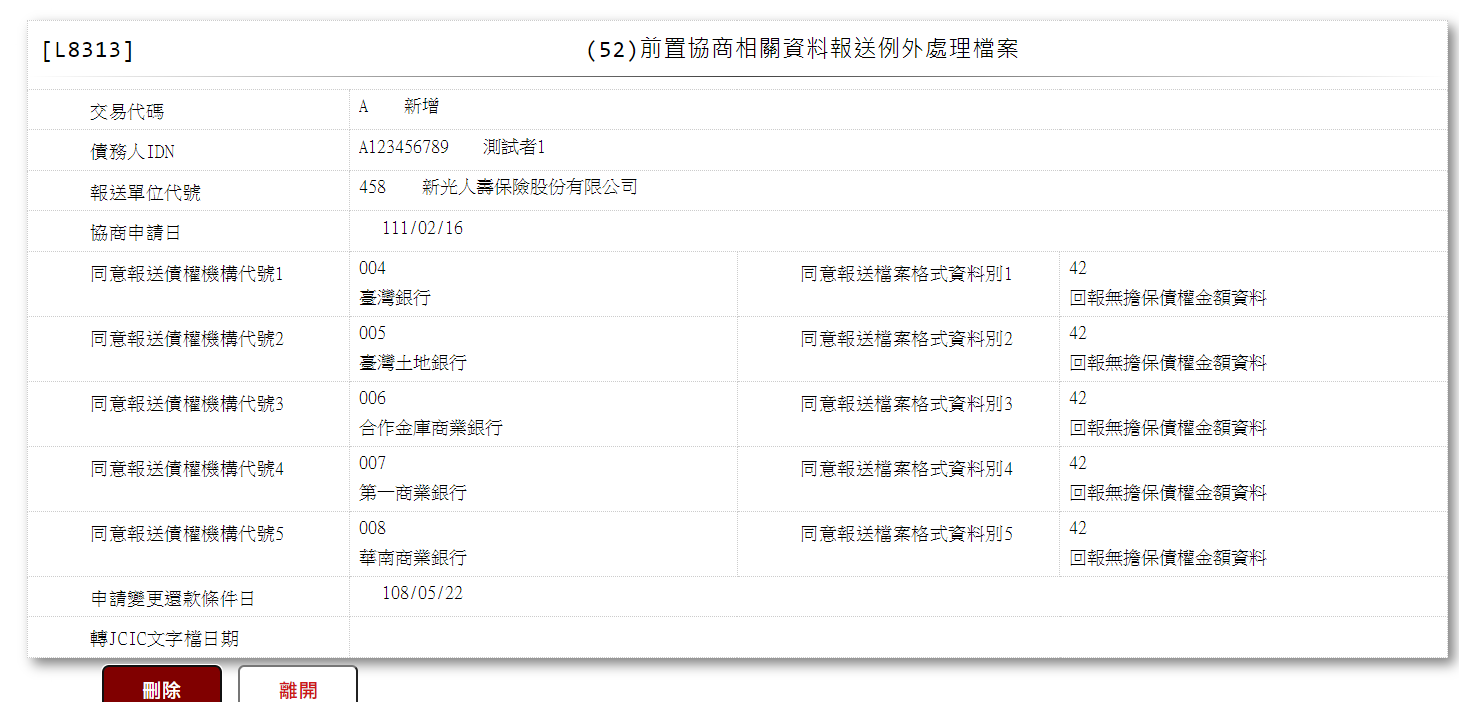 [L8313] (52)前置協商相關資料報送例外處理檔案
交易代碼 A 新增
債務人IDN A123456789 測試者1
報送單位代號 458 新光人壽保險股份有限公司
協商申請日 111/02/16
同意報送債權機構代號1 004 同意報送檔案格式資料別1 42
臺灣銀行 回報無擔保債權金額資料
同意報送債權機構代號2 005 同意報送檔案格式資料別2 42
臺灣土地銀行 回報無擔保債權金額資料
同意報送債權機構代號3 006 同意報送檔案格式資料別3 42
合作金庫商業銀行 回報無擔保債權金額資料
同意報送債權機構代號4 007 同意報送檔案格式資料別4 42
第一商業銀行 回報無擔保債權金額資料
同意報送債權機構代號5 008 同意報送檔案格式資料別5 42
華南商業銀行 回報無擔保債權金額資料
申請變更還款條件日 108/05/22
轉JCIC文字檔日期
刪除 離開